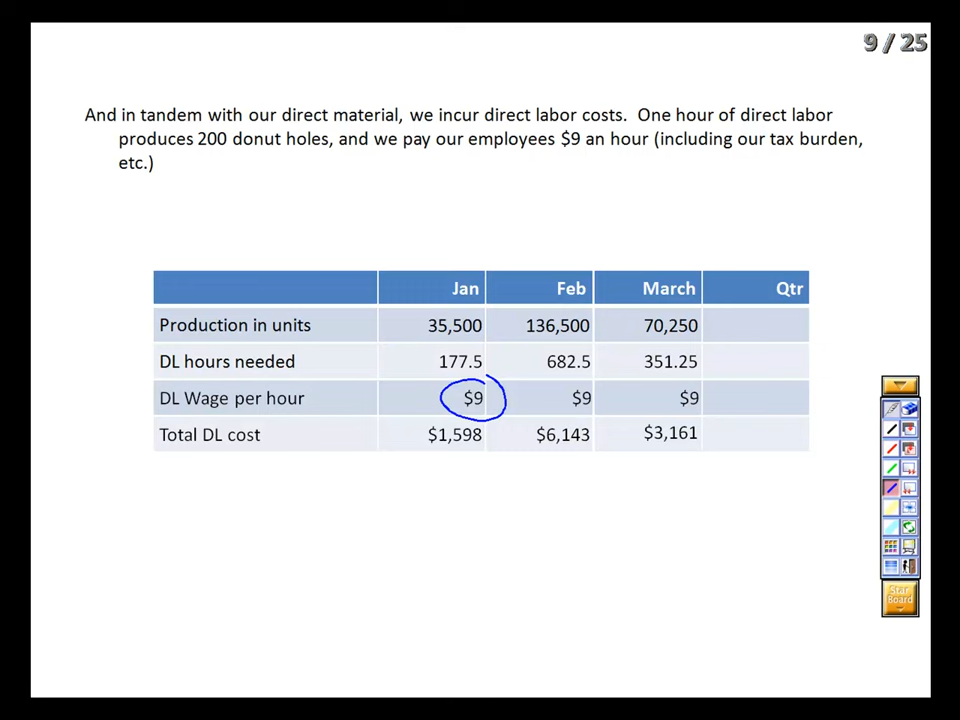 9 / 25
And in tandem with our direct material, we incur direct labor costs. One hour of direct labor
produces 200 donut holes, and we pay our employees $9 an hour (including our tax burden,
etc.)
Jan Feb March Qtr
Production in units 35,500 136,500 70,250
DL hours needed 177.5 682.5 351.25
DL Wage per hour $9 $9 $9
Total DL cost $1,598 $6,143 $3,161
Star
Board